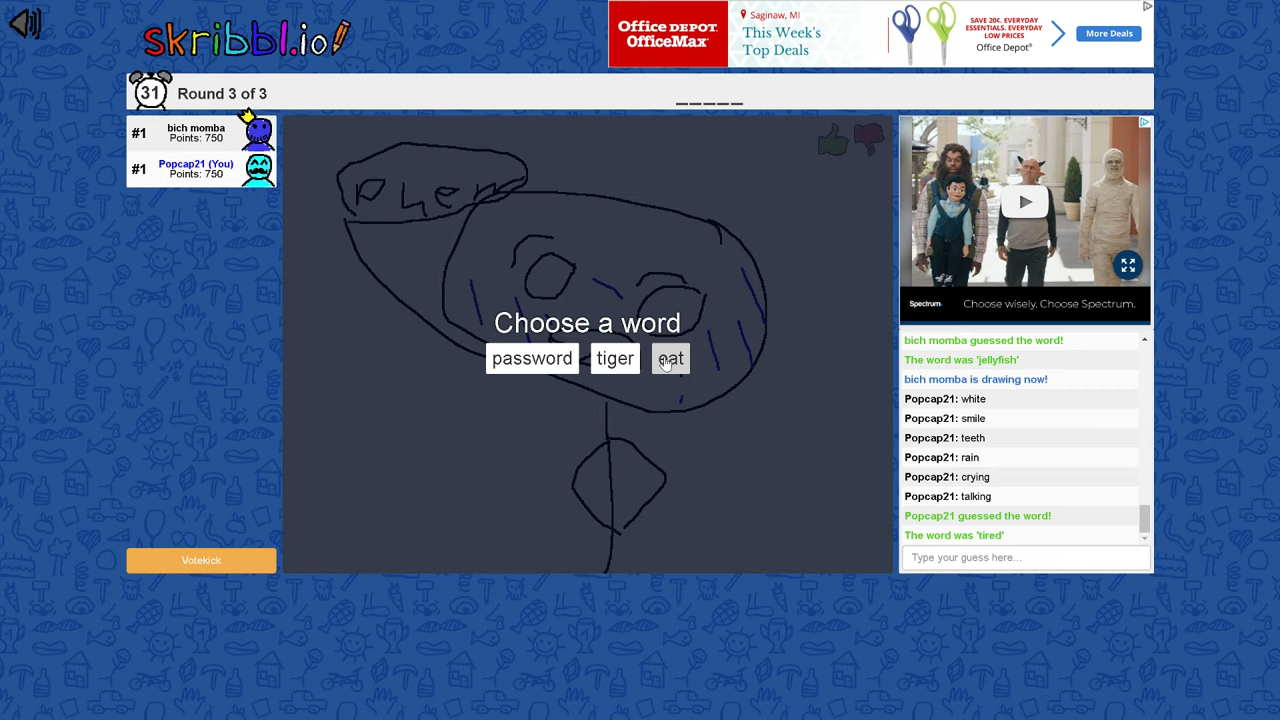 skribbl.io
OFFICE DEPOT
OfficeMax
Saginaw, MI
This Week's
Top Deals
SAVE 20¢. EVERYDAY
ESSENTIALS. EVERYDAY
LOW PRICES
Office Depot
More Deals
31
Round 3 of 3
_____
#1
bich momba
Points: 750
#1
Popcap21 (You)
Points: 750
Choose a word
password
tiger
Spectrum
Choose wisely. Choose Spectrum.
bich momba guessed the word!
The word was 'jellyfish'
bich momba is drawing now!
Popcap21: white
Popcap21: smile
Popcap21: teeth
Popcap21: rain
Popcap21: crying
Popcap21: talking
Popcap21 guessed the word!
The word was 'tired'
Type your guess here...
Votekick